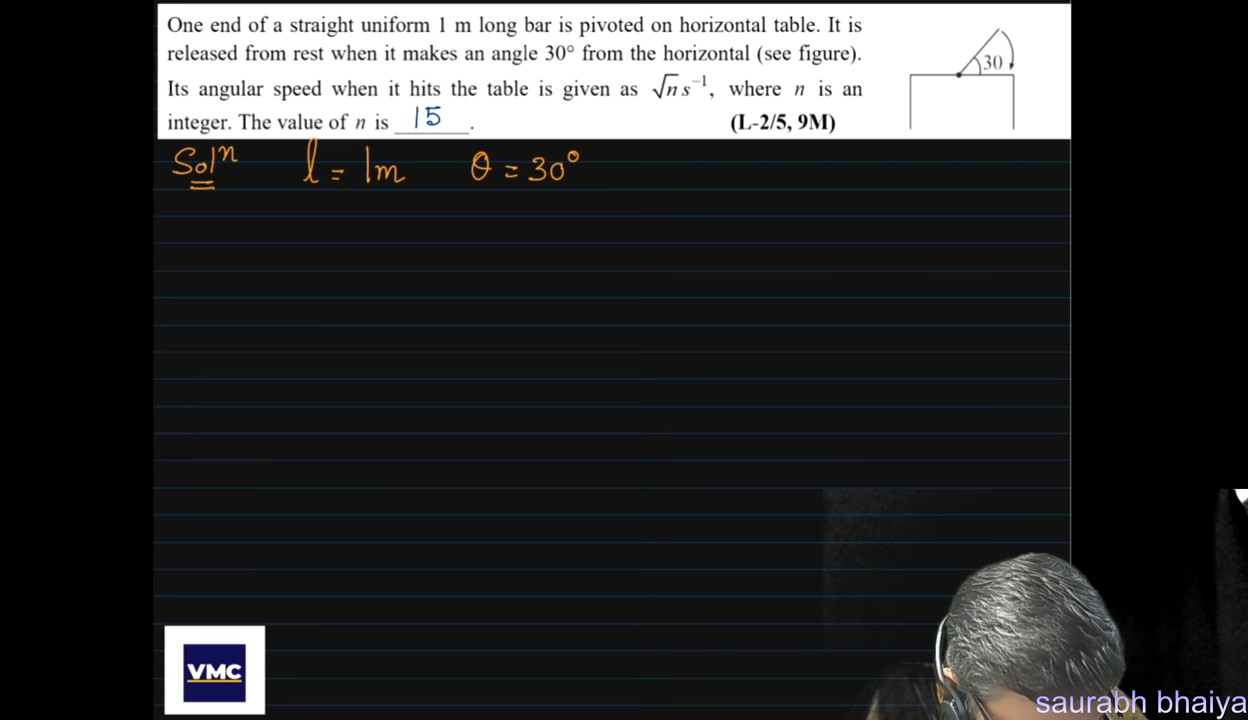 One end of a straight uniform 1 m long bar is pivoted on horizontal table. It is
released from rest when it makes an angle 30° from the horizontal (see figure).
Its angular speed when it hits the table is given as √n s⁻¹, where n is an
integer. The value of n is 15.
(L-2/5, 9M)
30
Solⁿ l = 1m θ = 30°
VMC
saurabh bhaiya